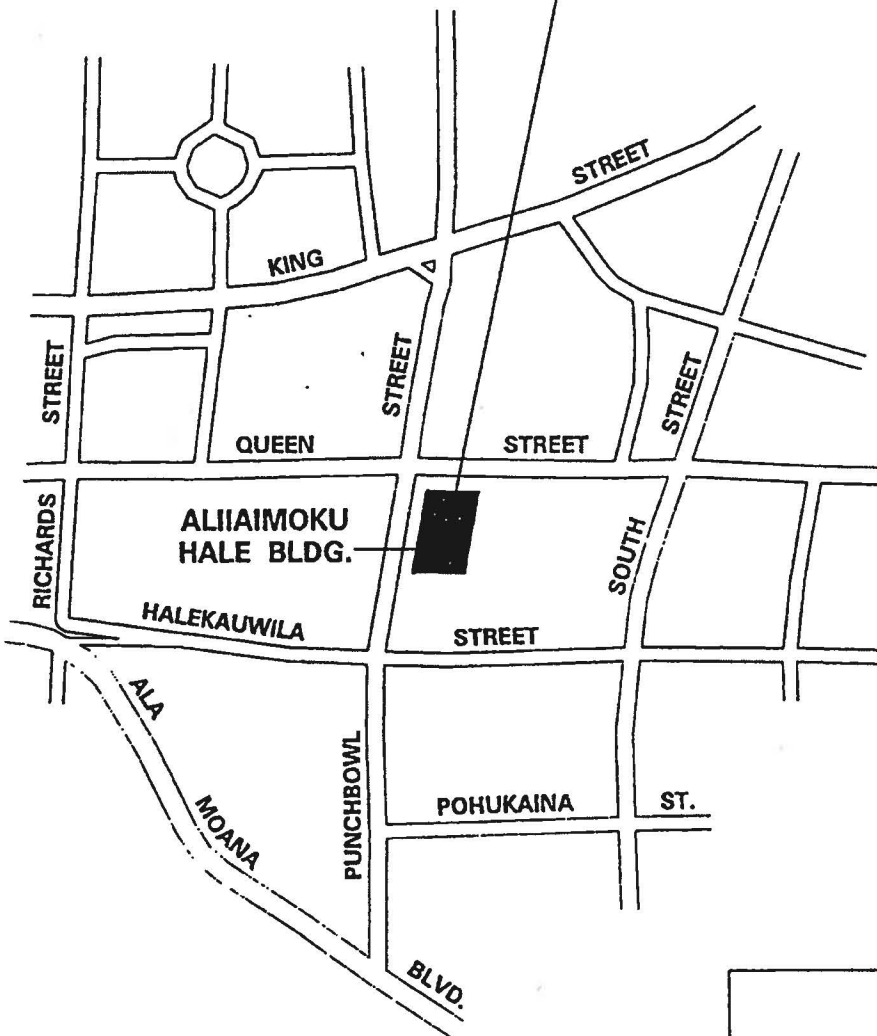 STREET
KING
STREET
STREET
STREET
QUEEN
STREET
RICHARDS
ALIIAIMOKU
HALE BLDG.
SOUTH
HALEKAUWILA
STREET
ALA
MOANA
PUNCHBOWL
POHUKAINA
ST.
BLVD.